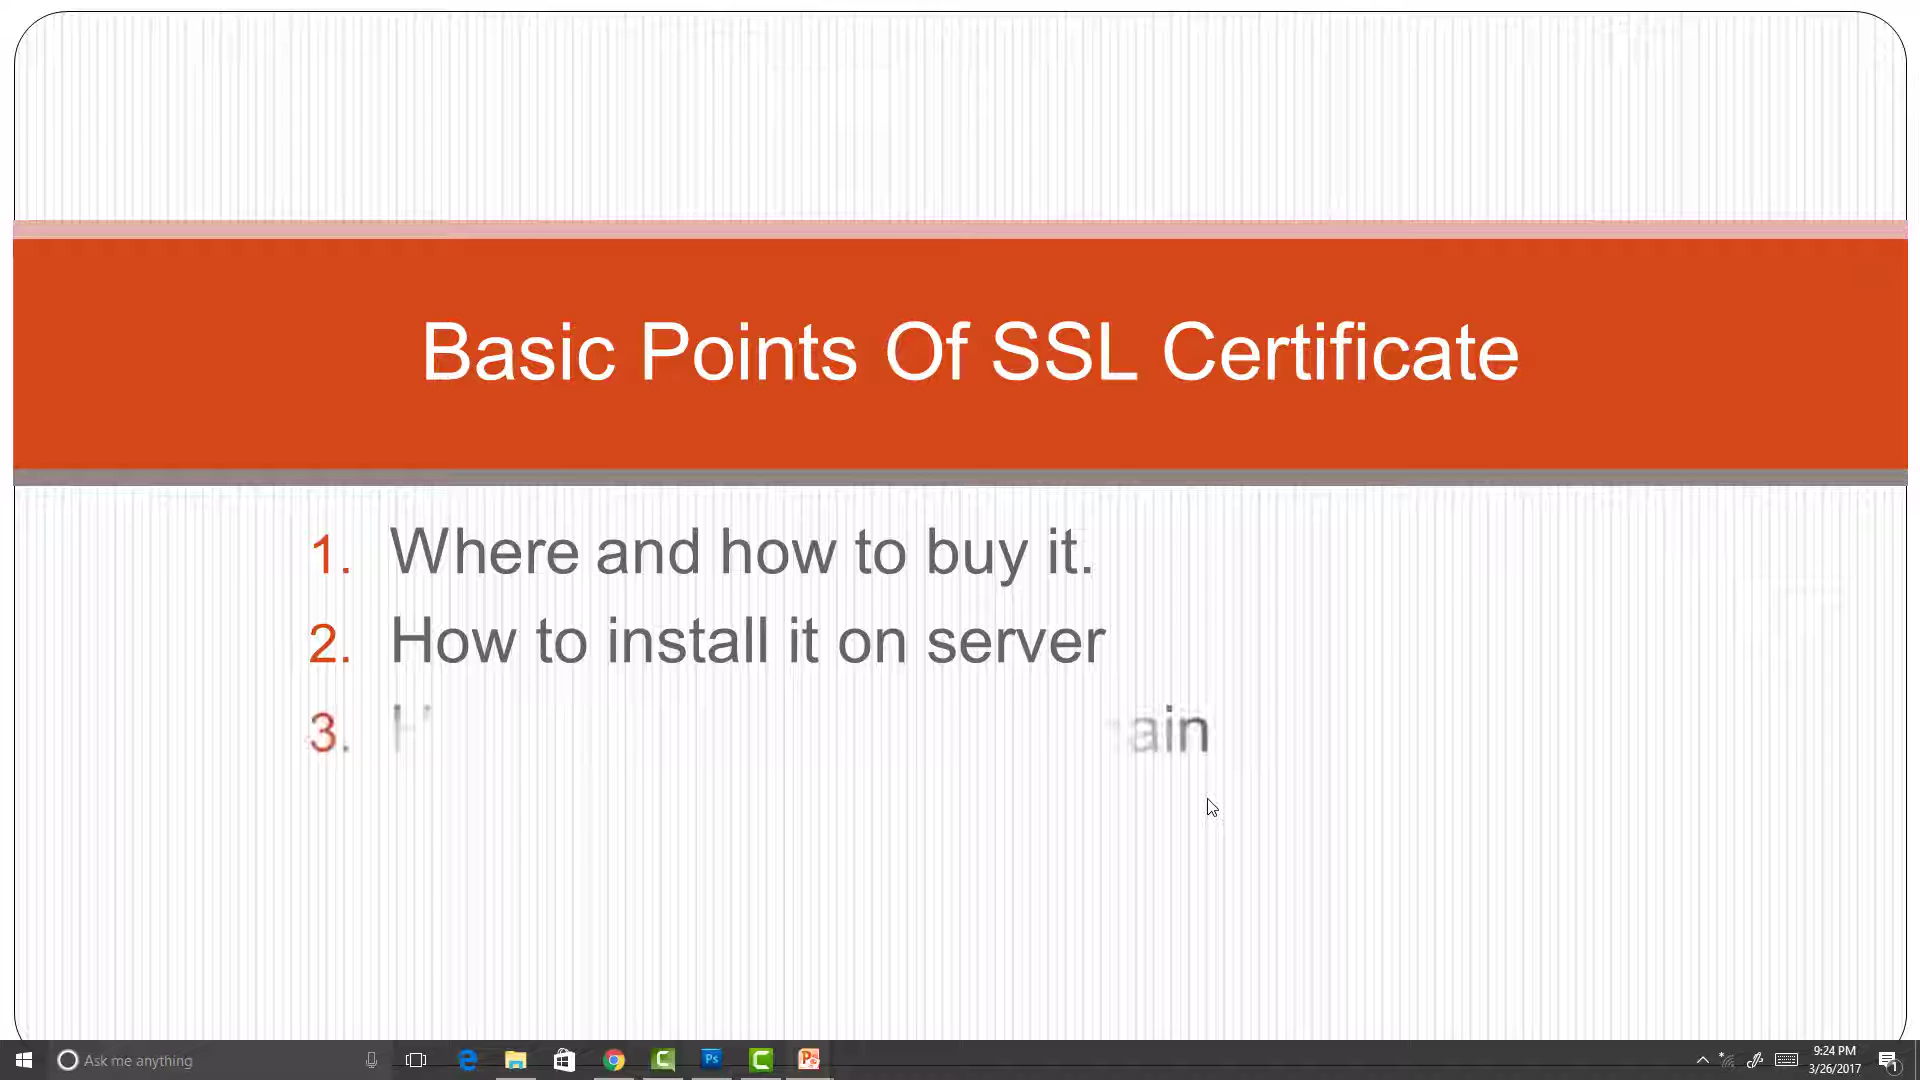 Basic Points Of SSL Certificate
1. Where and how to buy it.
2. How to install it on server
3.
Ask me anything
9:24 PM
3/26/2017